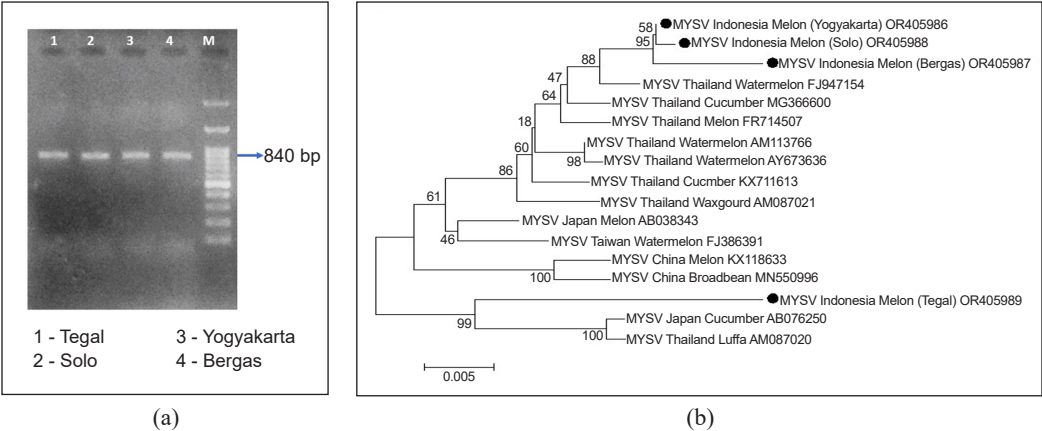 1 2 3 4 M
840 bp
1 - Tegal 3 - Yogyakarta
2 - Solo 4 - Bergas
(a)
58 MYSV Indonesia Melon (Yogyakarta) OR405986
95 MYSV Indonesia Melon (Solo) OR405988
MYSV Indonesia Melon (Bergas) OR405987
88
MYSV Thailand Watermelon FJ947154
47
MYSV Thailand Cucumber MG366600
64
MYSV Thailand Melon FR714507
18
MYSV Thailand Watermelon AM113766
98 MYSV Thailand Watermelon AY673636
60
MYSV Thailand Cucmber KX711613
86
MYSV Thailand Waxgourd AM087021
61
MYSV Japan Melon AB038343
46 MYSV Taiwan Watermelon FJ386391
MYSV China Melon KX118633
100 MYSV China Broadbean MN550996
MYSV Indonesia Melon (Tegal) OR405989
99 MYSV Japan Cucumber AB076250
100 MYSV Thailand Luffa AM087020
0.005
(b)